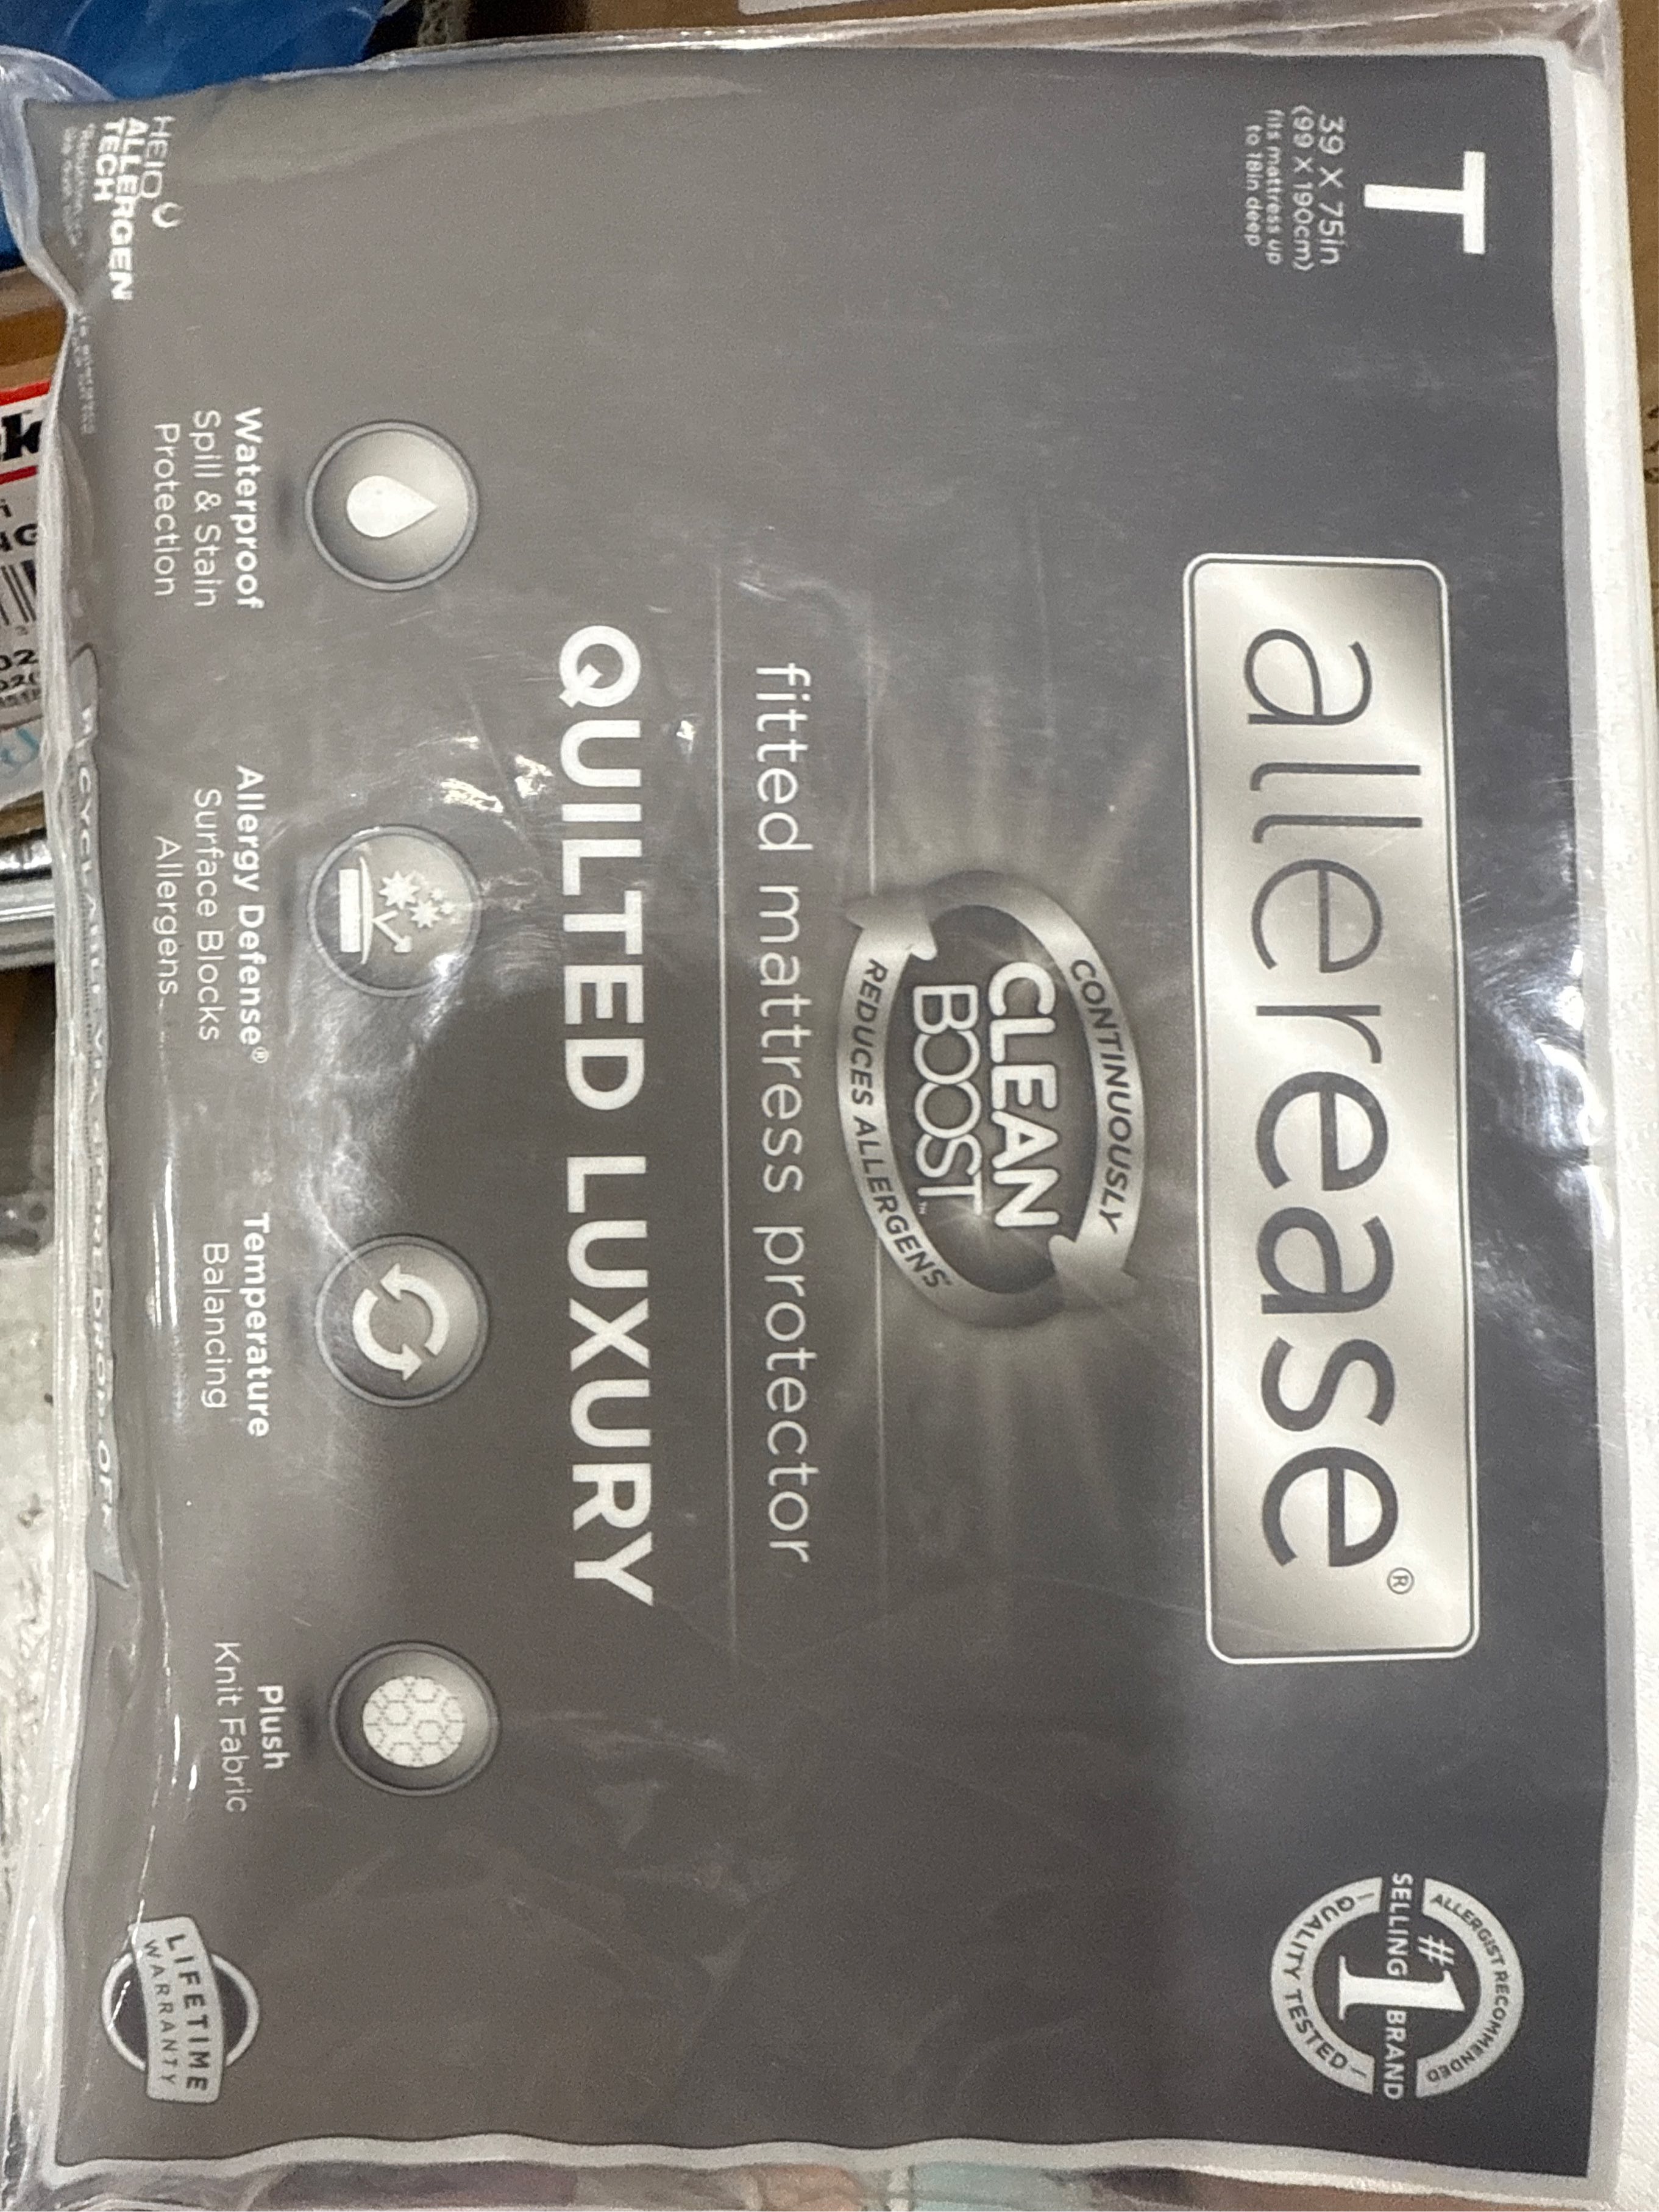 T
39 X 75in
(99 X 190cm)
fits mattress up
to 18in deep
allerease®
ALLERGIST RECOMMENDED
#1
SELLING BRAND
QUALITY TESTED
CONTINUOUSLY
CLEAN
BOOST™
REDUCES ALLERGENS*
fitted mattress protector
QUILTED LUXURY
Waterproof
Spill & Stain
Protection
Allergy Defense®
Surface Blocks
Allergens
Temperature
Balancing
Plush
Knit Fabric
HEIQ
ALLERGEN
TECH
LIFETIME
WARRANTY